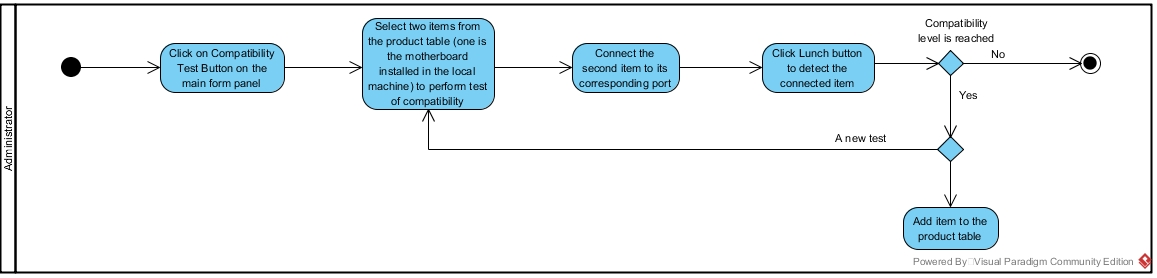 Administrator
Click on Compatibility
Test Button on the
main form panel
Select two items from
the product table (one is
the motherboard
installed in the local
machine) to perform test
of compatibility
Connect the
second item to its
corresponding port
Click Lunch button
to detect the
connected item
Compatibility
level is reached
No
Yes
A new test
Add item to the
product table
Powered By Visual Paradigm Community Edition